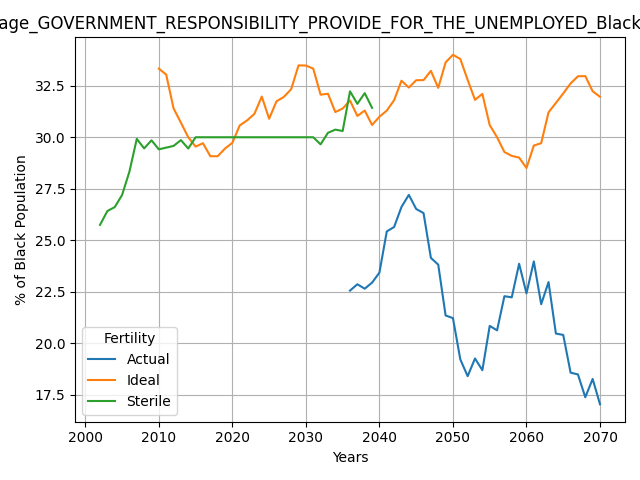 age_GOVERNMENT_RESPONSIBILITY_PROVIDE_FOR_THE_UNEMPLOYED_Black
% of Black Population
32.5
30.0
27.5
25.0
22.5
20.0
17.5
Fertility
Actual
Ideal
Sterile
2000 2010 2020 2030 2040 2050 2060 2070
Years